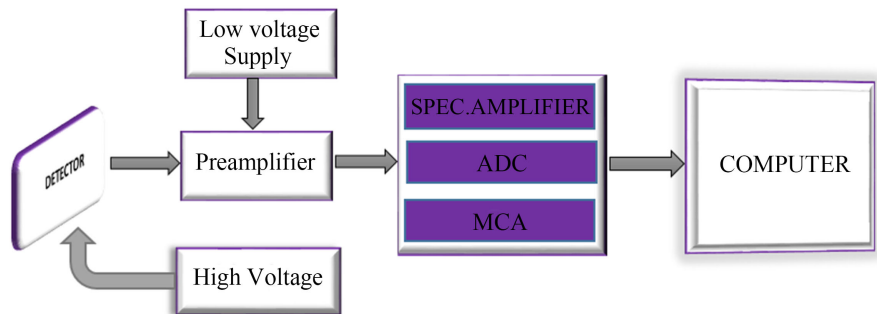 Low voltage
Supply
DETECTOR
Preamplifier
SPEC.AMPLIFIER
ADC
MCA
COMPUTER
High Voltage